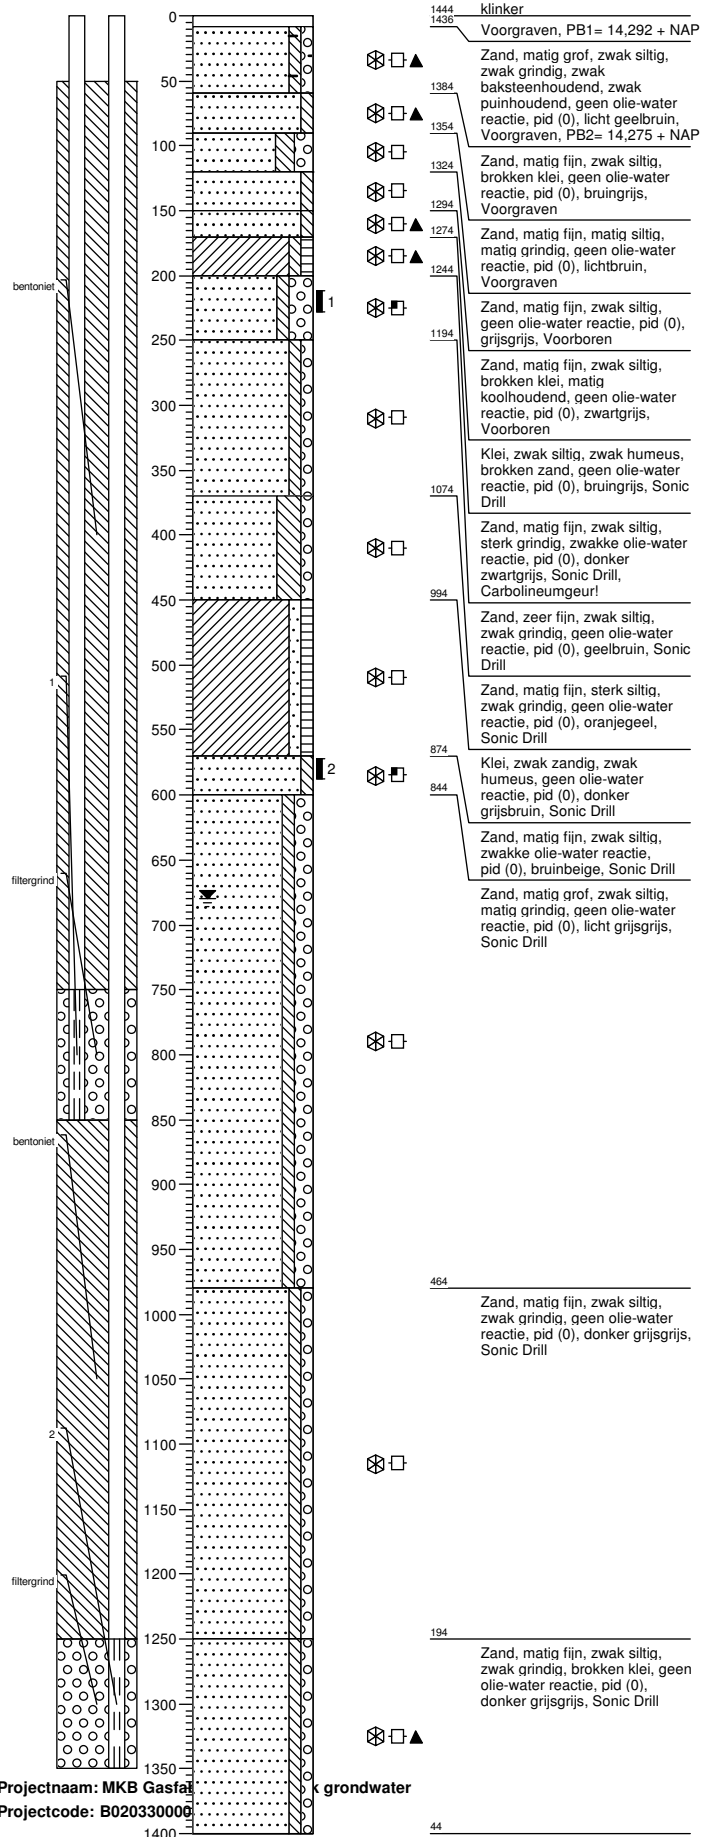 0
50
100
150
200
250
300
350
400
450
500
550
600
650
700
750
800
850
900
950
1000
1050
1100
1150
1200
1250
1300
1350
1400
bentoniet
1
filtergrind
bentoniet
2
filtergrind
1
2
1444
klinker
1436
Voorgraven, PB1= 14,292 + NAP
Zand, matig grof, zwak siltig,
zwak grindig, zwak
baksteenhoudend, zwak
puinhoudend, geen olie-water
reactie, pid (0), licht geelbruin,
Voorgraven, PB2= 14,275 + NAP
1384
Zand, matig fijn, zwak siltig,
brokken klei, geen olie-water
reactie, pid (0), bruingrijs,
Voorgraven
1354
Zand, matig fijn, matig siltig,
matig grindig, geen olie-water
reactie, pid (0), lichtbruin,
Voorgraven
1324
Zand, matig fijn, zwak siltig,
geen olie-water reactie, pid (0),
grijsgrijs, Voorboren
1294
Zand, matig fijn, zwak siltig,
brokken klei, matig
koolhoudend, geen olie-water
reactie, pid (0), zwartgrijs,
Voorboren
1274
Klei, zwak siltig, zwak humeus,
brokken zand, geen olie-water
reactie, pid (0), bruingrijs, Sonic
Drill
1244
Zand, matig fijn, zwak siltig,
sterk grindig, zwakke olie-water
reactie, pid (0), donker
zwartgrijs, Sonic Drill,
Carbolineumgeur!
1194
Zand, zeer fijn, zwak siltig,
zwak grindig, geen olie-water
reactie, pid (0), geelbruin, Sonic
Drill
1074
Zand, matig fijn, sterk siltig,
zwak grindig, geen olie-water
reactie, pid (0), oranjegeel,
Sonic Drill
994
Klei, zwak zandig, zwak
humeus, geen olie-water
reactie, pid (0), donker
grijsbruin, Sonic Drill
874
Zand, matig fijn, zwak siltig,
zwakke olie-water reactie,
pid (0), bruinbeige, Sonic Drill
844
Zand, matig grof, zwak siltig,
matig grindig, geen olie-water
reactie, pid (0), licht grijsgrijs,
Sonic Drill
464
Zand, matig fijn, zwak siltig,
zwak grindig, geen olie-water
reactie, pid (0), donker grijsgrijs,
Sonic Drill
194
Zand, matig fijn, zwak siltig,
zwak grindig, brokken klei, geen
olie-water reactie, pid (0),
donker grijsgrijs, Sonic Drill
44
Projectnaam: MKB grondwater
Projectcode: